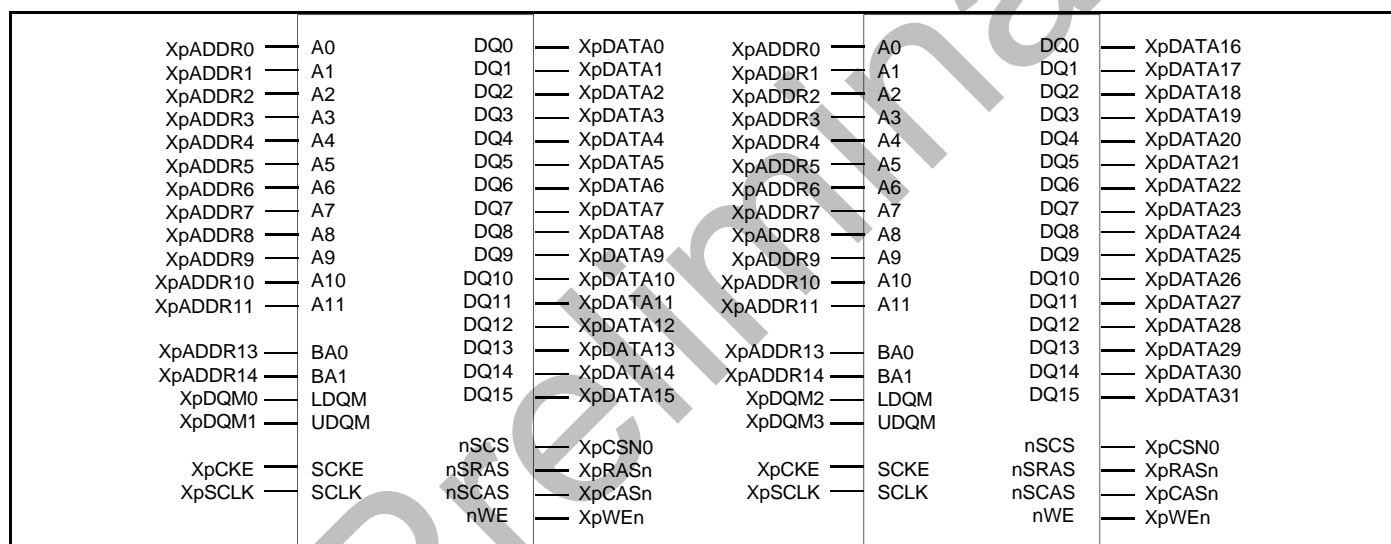 XpADDR0 A0 DQ0 XpDATA0 XpADDR0 A0 DQ0 XpDATA16
XpADDR1 A1 DQ1 XpDATA1 XpADDR1 A1 DQ1 XpDATA17
XpADDR2 A2 DQ2 XpDATA2 XpADDR2 A2 DQ2 XpDATA18
XpADDR3 A3 DQ3 XpDATA3 XpADDR3 A3 DQ3 XpDATA19
XpADDR4 A4 DQ4 XpDATA4 XpADDR4 A4 DQ4 XpDATA20
XpADDR5 A5 DQ5 XpDATA5 XpADDR5 A5 DQ5 XpDATA21
XpADDR6 A6 DQ6 XpDATA6 XpADDR6 A6 DQ6 XpDATA22
XpADDR7 A7 DQ7 XpDATA7 XpADDR7 A7 DQ7 XpDATA23
XpADDR8 A8 DQ8 XpDATA8 XpADDR8 A8 DQ8 XpDATA24
XpADDR9 A9 DQ9 XpDATA9 XpADDR9 A9 DQ9 XpDATA25
XpADDR10 A10 DQ10 XpDATA10 XpADDR10 A10 DQ10 XpDATA26
XpADDR11 A11 DQ11 XpDATA11 XpADDR11 A11 DQ11 XpDATA27
DQ12 XpDATA12 DQ12 XpDATA28
XpADDR13 BA0 DQ13 XpDATA13 XpADDR13 BA0 DQ13 XpDATA29
XpADDR14 BA1 DQ14 XpDATA14 XpADDR14 BA1 DQ14 XpDATA30
XpDQM0 LDQM DQ15 XpDATA15 XpDQM2 LDQM DQ15 XpDATA31
XpDQM1 UDQM XpDQM3 UDQM
nSCS XpCSN0 nSCS XpCSN0
XpCKE SCKE nSRAS XpRASn XpCKE SCKE nSRAS XpRASn
XpSCLK SCLK nSCAS XpCASn XpSCLK SCLK nSCAS XpCASn
nWE XpWEn nWE XpWEn
Prelimina